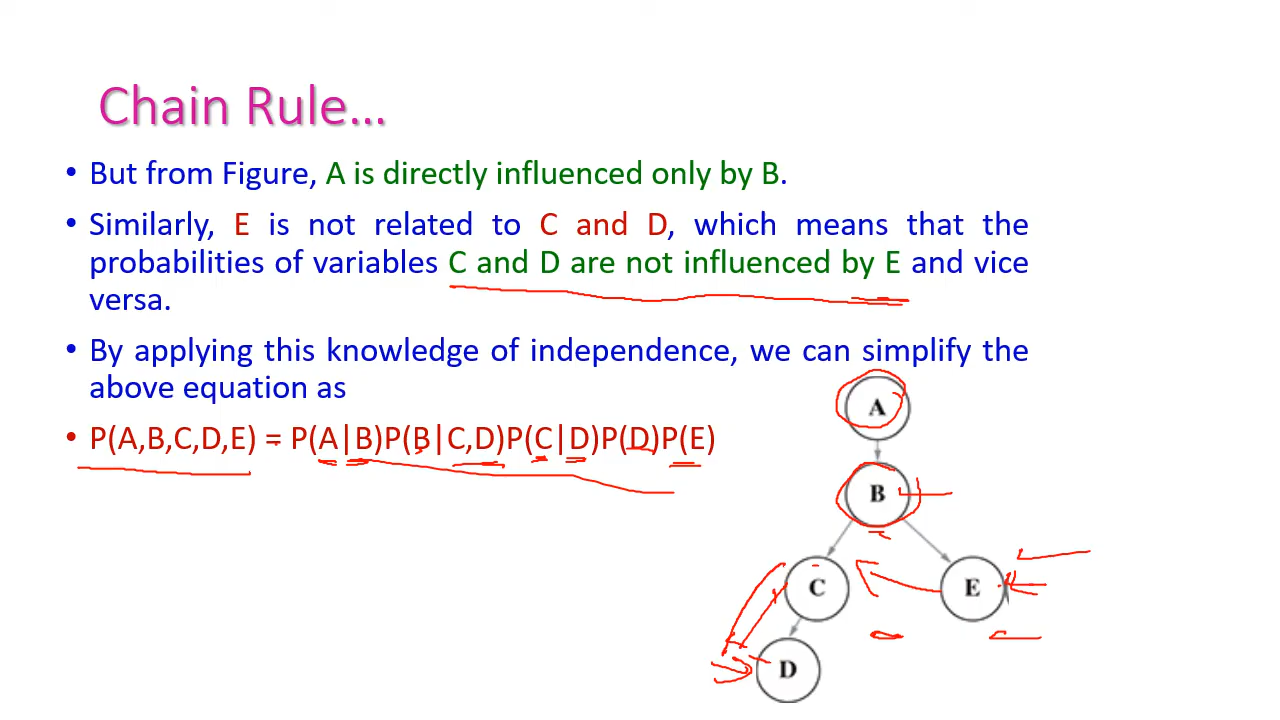 Chain Rule…
• But from Figure, A is directly influenced only by B.
• Similarly, E is not related to C and D, which means that the
probabilities of variables C and D are not influenced by E and vice
versa.
• By applying this knowledge of independence, we can simplify the
above equation as
• P(A,B,C,D,E) = P(A|B)P(B|C,D)P(C|D)P(D)P(E)
A
B
C
E
D